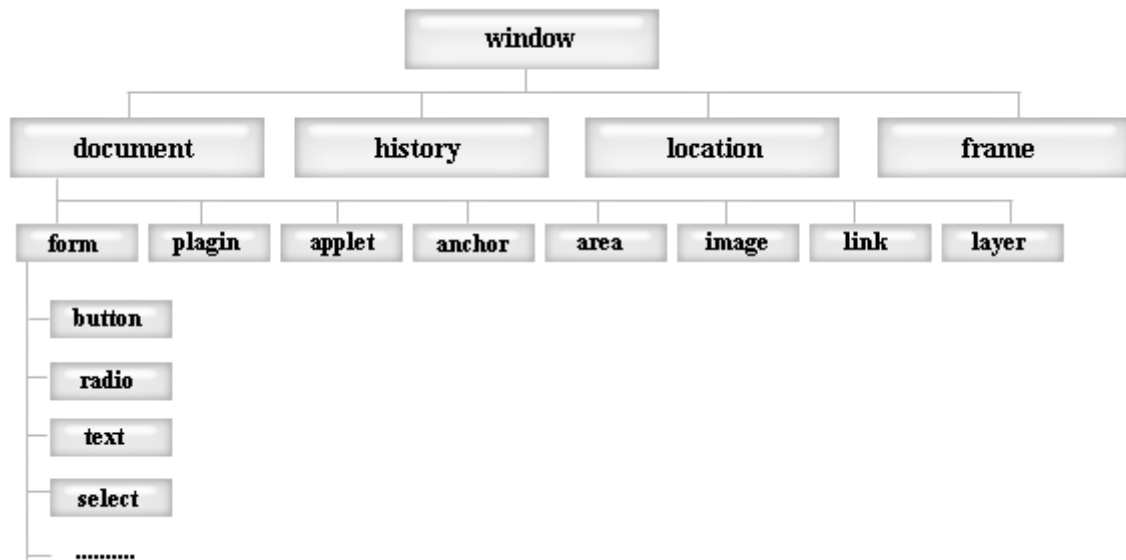 window
document history location frame
form plagin applet anchor area image link layer
button
radio
text
select
..........